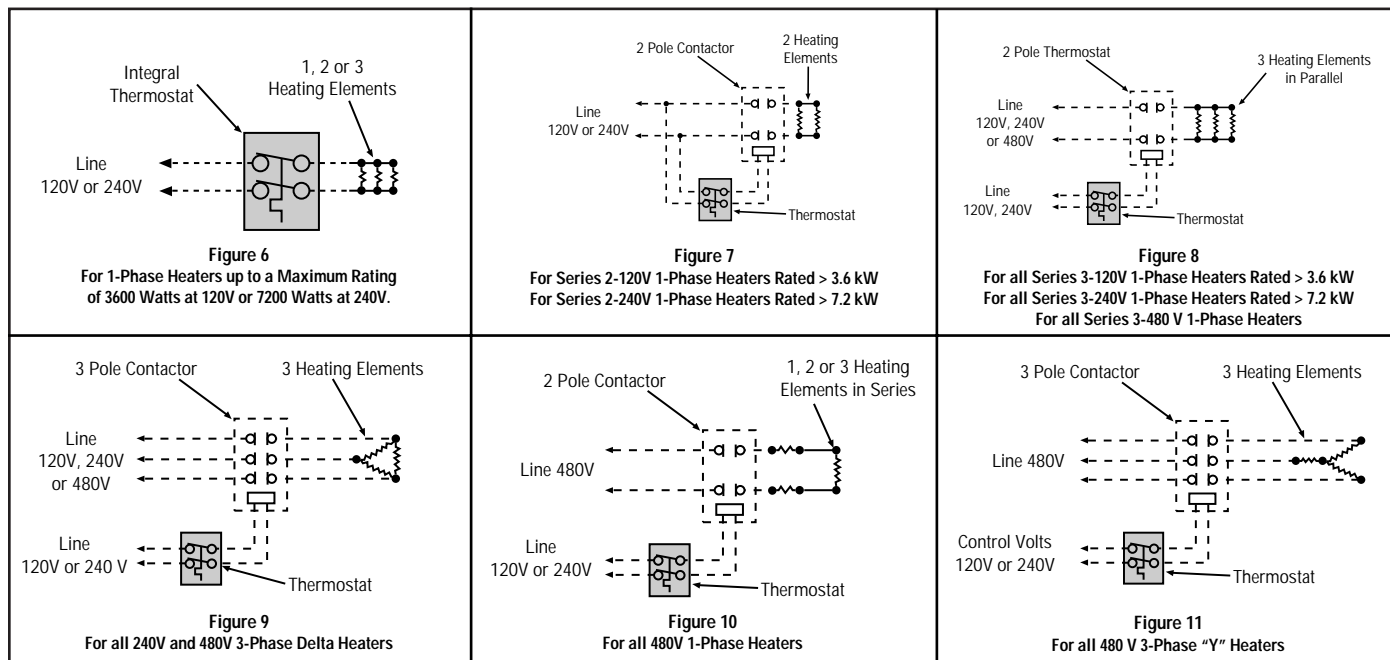 Integral
Thermostat
1, 2 or 3
Heating Elements
Line
120V or 240V
Figure 6
For 1-Phase Heaters up to a Maximum Rating
of 3600 Watts at 120V or 7200 Watts at 240V.
2 Pole Contactor
2 Heating
Elements
Line
120V or 240V
Thermostat
Figure 7
For Series 2-120V 1-Phase Heaters Rated > 3.6 kW
For Series 2-240V 1-Phase Heaters Rated > 7.2 kW
2 Pole Thermostat
3 Heating Elements
in Parallel
Line
120V, 240V
or 480V
Line
120V, 240V
Thermostat
Figure 8
For all Series 3-120V 1-Phase Heaters Rated > 3.6 kW
For all Series 3-240V 1-Phase Heaters Rated > 7.2 kW
For all Series 3-480 V 1-Phase Heaters
3 Pole Contactor
3 Heating Elements
Line
120V, 240V
or 480V
Line
120V or 240 V
Thermostat
Figure 9
For all 240V and 480V 3-Phase Delta Heaters
2 Pole Contactor
1, 2 or 3 Heating
Elements in Series
Line 480V
Line
120V or 240V
Thermostat
Figure 10
For all 480V 1-Phase Heaters
3 Pole Contactor
3 Heating Elements
Line 480V
Control Volts
120V or 240V
Thermostat
Figure 11
For all 480 V 3-Phase “Y” Heaters